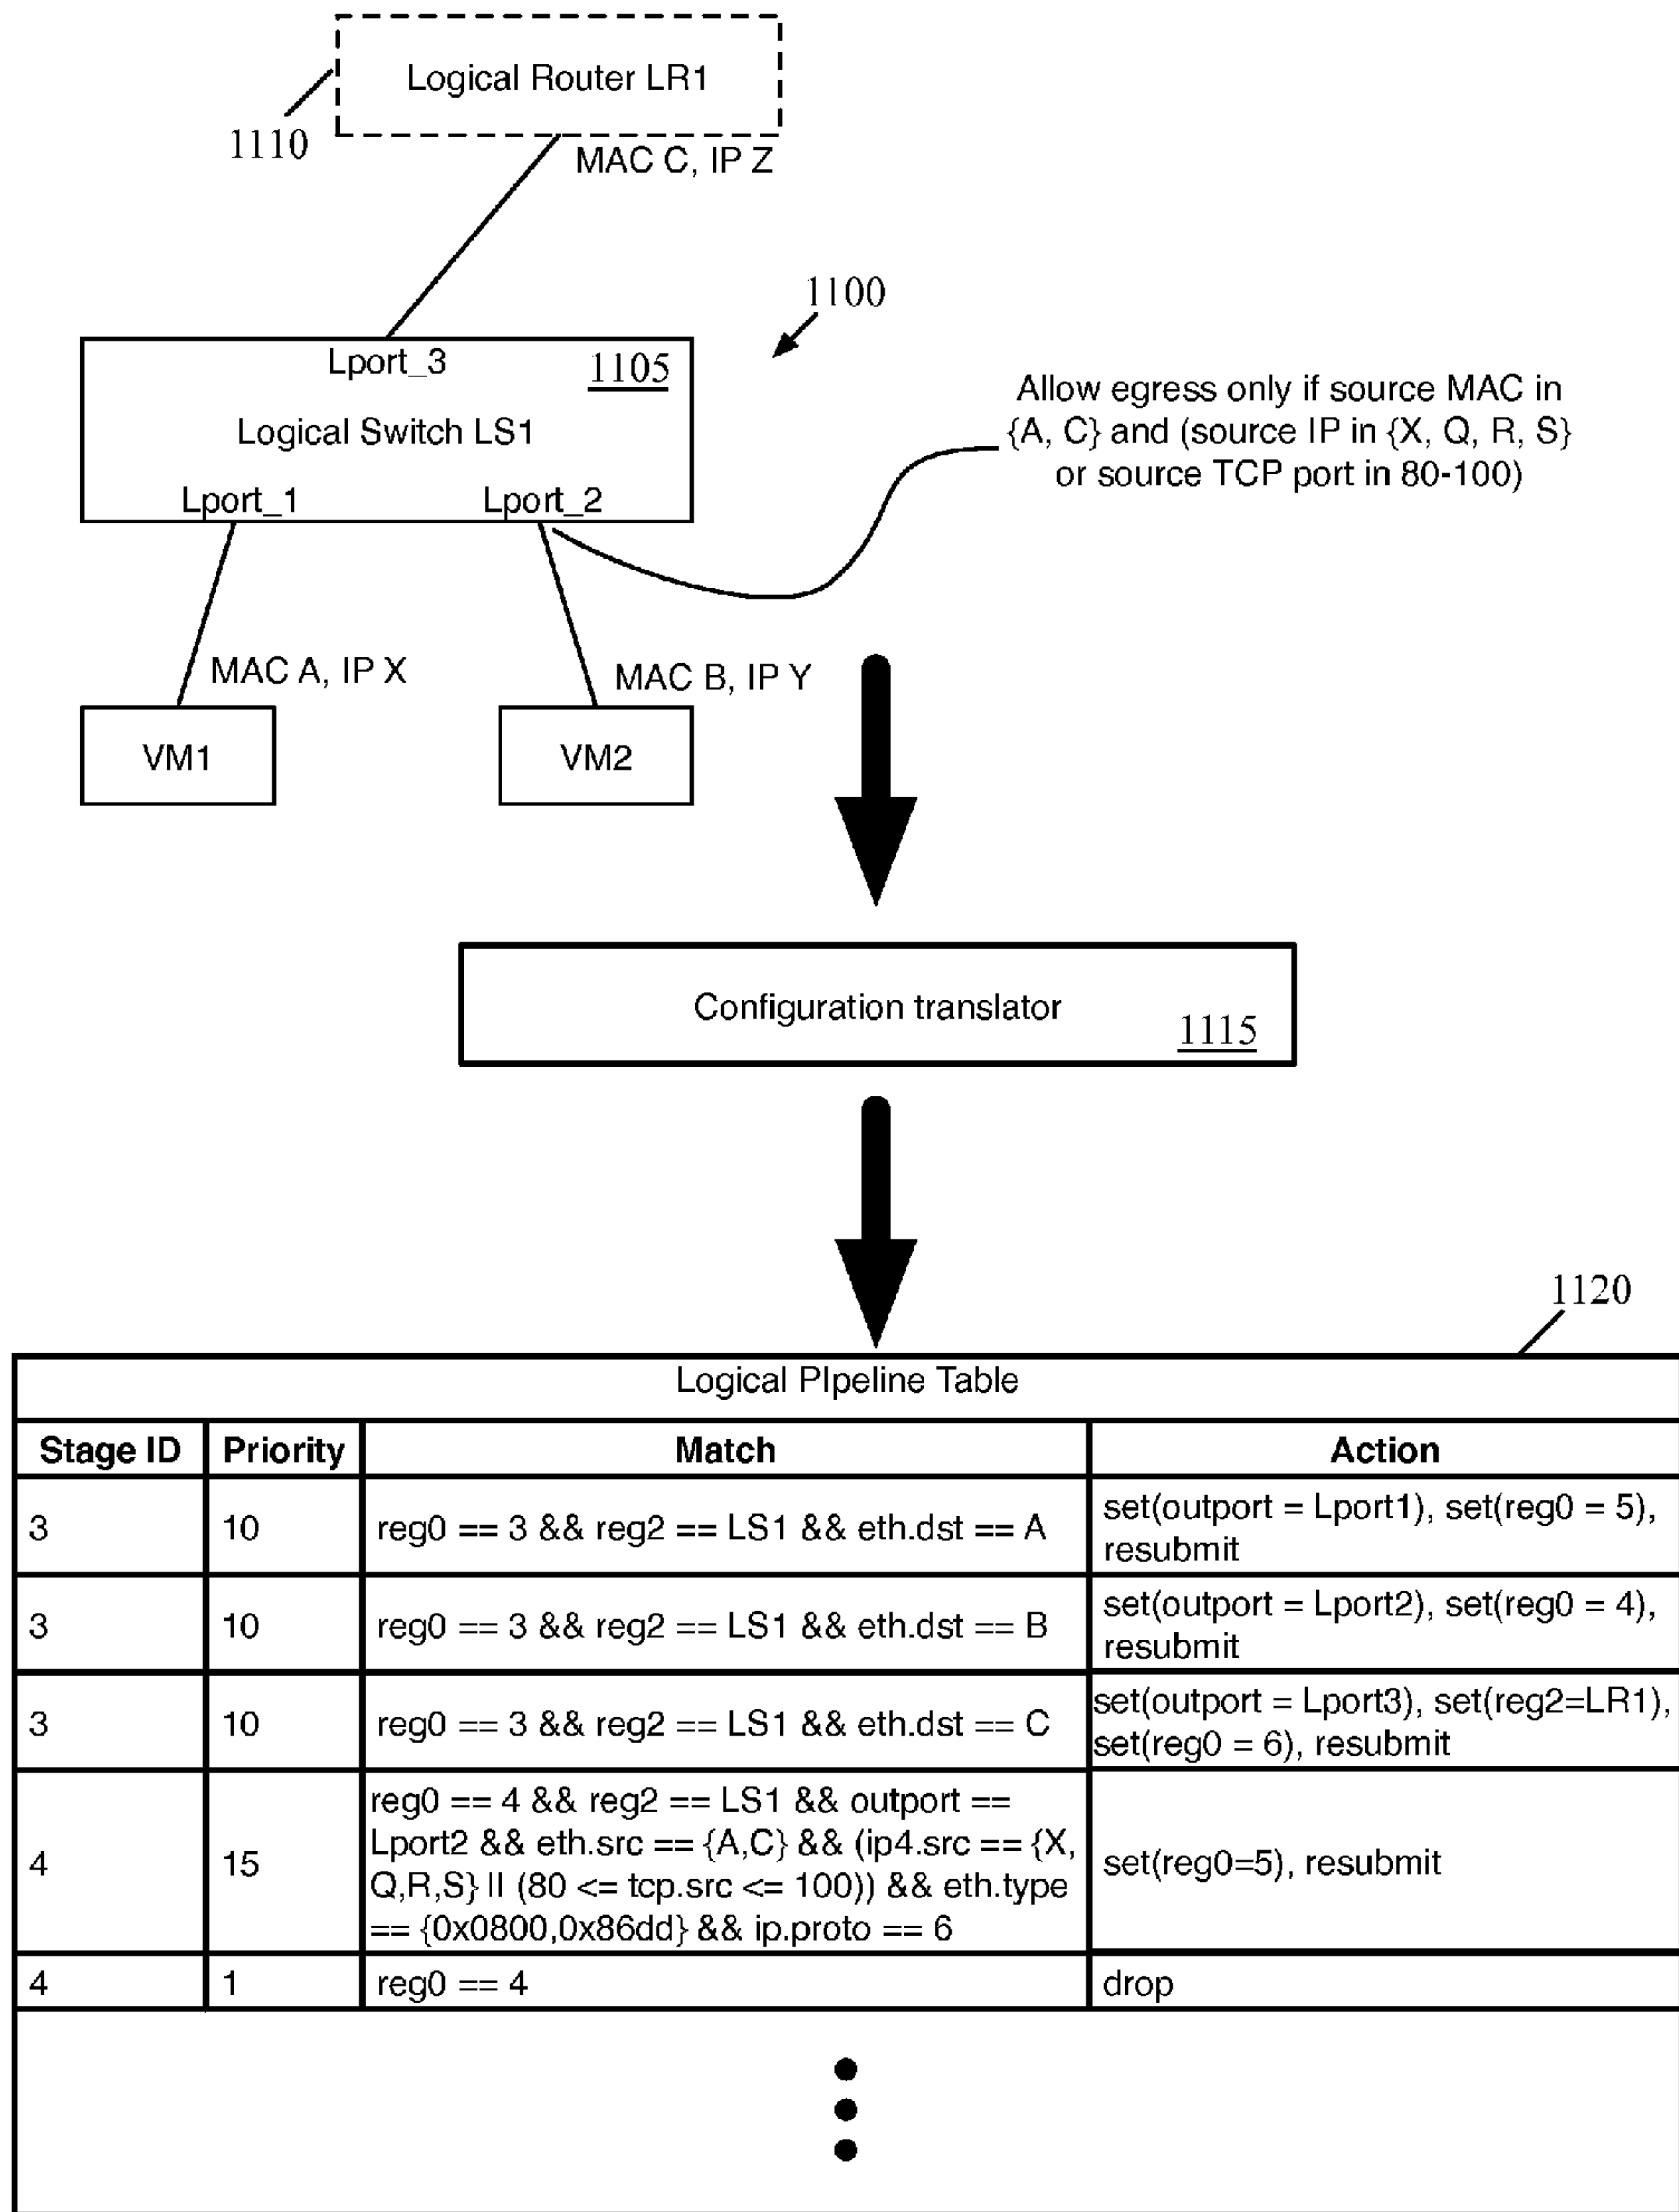 Logical Router LR1
1110
MAC C, IP Z
1100
Lport_3
1105
Logical Switch LS1
Lport_1
Lport_2
Allow egress only if source MAC in
{A, C} and (source IP in {X, Q, R, S}
or source TCP port in 80-100)
MAC A, IP X
MAC B, IP Y
VM1
VM2
Configuration translator
1115
1120
Logical PIpeline Table
Stage ID
Priority
Match
Action
3
10
reg0 == 3 && reg2 == LS1 && eth.dst == A
set(outport = Lport1), set(reg0 = 5),
resubmit
3
10
reg0 == 3 && reg2 == LS1 && eth.dst == B
set(outport = Lport2), set(reg0 = 4),
resubmit
3
10
reg0 == 3 && reg2 == LS1 && eth.dst == C
set(outport = Lport3), set(reg2=LR1),
set(reg0 = 6), resubmit
4
15
reg0 == 4 && reg2 == LS1 && outport ==
Lport2 && eth.src == {A,C} && (ip4.src == {X,
Q,R,S} || (80 <= tcp.src <= 100)) && eth.type
== {0x0800,0x86dd} && ip.proto == 6
set(reg0=5), resubmit
4
1
reg0 == 4
drop